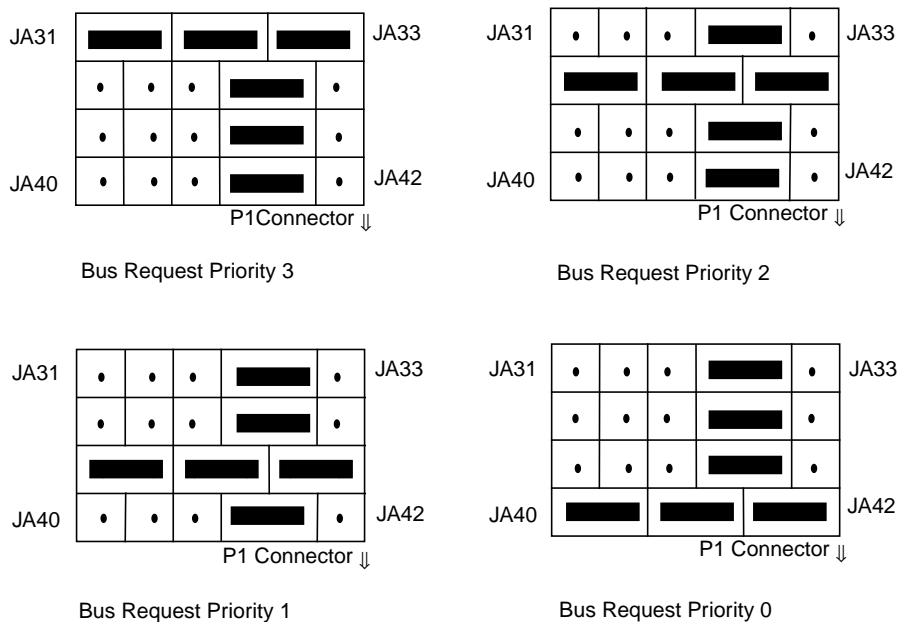 JA31 JA33
JA40 JA42
P1Connector ⇓
Bus Request Priority 3
JA31 JA33
JA40 JA42
P1 Connector ⇓
Bus Request Priority 2
JA31 JA33
JA40 JA42
P1 Connector ⇓
Bus Request Priority 1
JA31 JA33
JA40 JA42
P1 Connector ⇓
Bus Request Priority 0